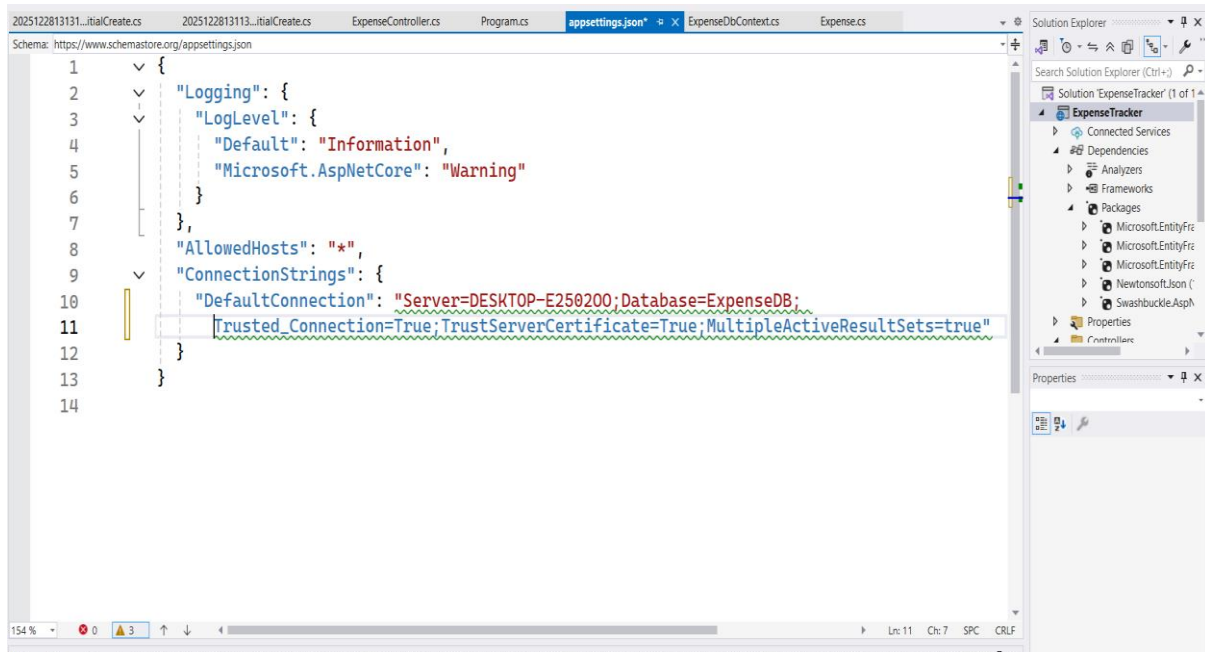 2025122813131...itialCreate.cs 2025122813113...itialCreate.cs ExpenseController.cs Program.cs appsettings.json* ExpenseDbContext.cs Expense.cs
Schema: https://www.schemastore.org/appsettings.json
1 {
2 "Logging": {
3 "LogLevel": {
4 "Default": "Information",
5 "Microsoft.AspNetCore": "Warning"
6 }
7 },
8 "AllowedHosts": "*",
9 "ConnectionStrings": {
10 "DefaultConnection": "Server=DESKTOP-E250200;Database=ExpenseDB;
11 Trusted_Connection=True;TrustServerCertificate=True;MultipleActiveResultSets=true"
12 }
13 }
14
154 % 0 3 Ln: 11 Ch: 7 SPC CRLF
Solution Explorer
Search Solution Explorer (Ctrl+;)
Solution 'ExpenseTracker' (1 of 1
ExpenseTracker
Connected Services
Dependencies
Analyzers
Frameworks
Packages
Microsoft.EntityFra
Microsoft.EntityFra
Microsoft.EntityFra
Newtonsoft.Json (
Swashbuckle.AspN
Properties
Controllers
Properties